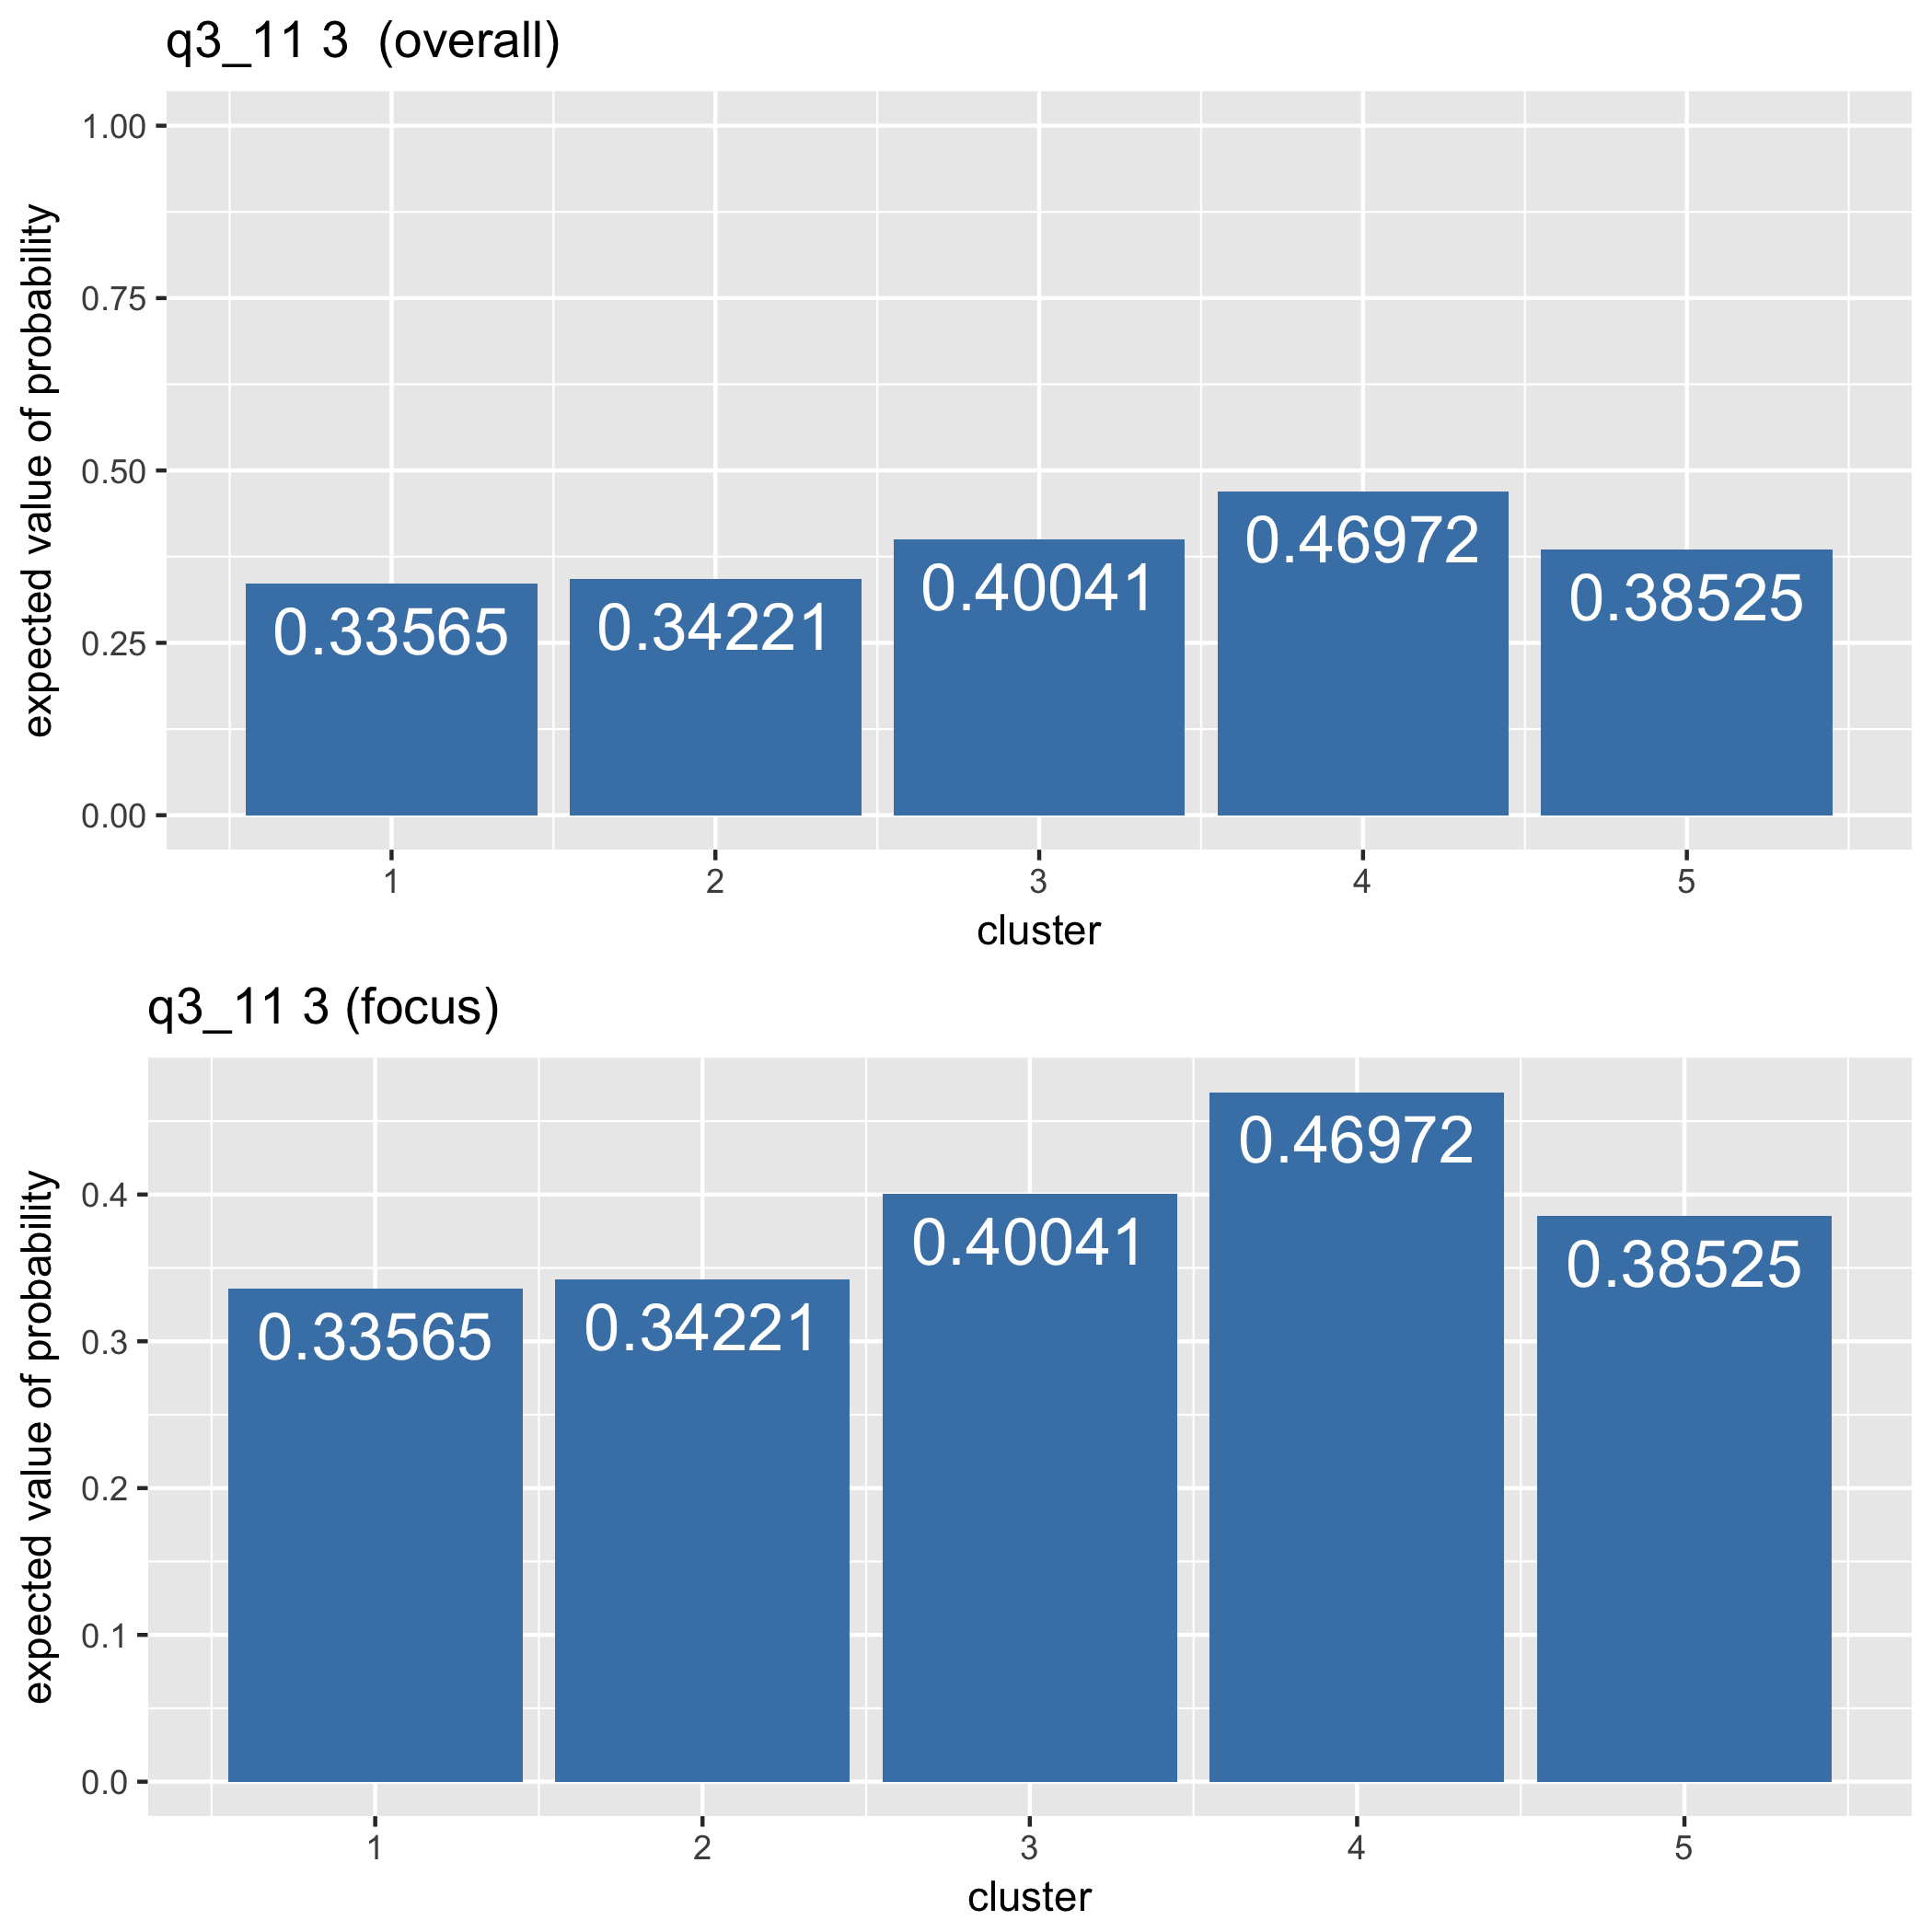 q3_11 3  (overall)
expected value of probability
1.00
0.75
0.50
0.25
0.00
0.33565
0.34221
0.40041
0.46972
0.38525
1 2 3 4 5
cluster
q3_11 3 (focus)
expected value of probability
0.4
0.3
0.2
0.1
0.0
0.33565
0.34221
0.40041
0.46972
0.38525
1 2 3 4 5
cluster